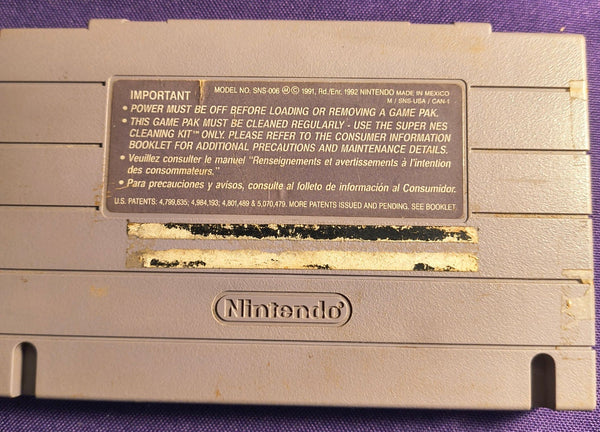 IMPORTANT MODEL NO. SNS-006 Ⓜ © 1991, Rd./Enr. 1992 NINTENDO MADE IN MEXICO
M / SNS-USA / CAN-1
• POWER MUST BE OFF BEFORE LOADING OR REMOVING A GAME PAK.
• THIS GAME PAK MUST BE CLEANED REGULARLY - USE THE SUPER NES
CLEANING KIT™ ONLY. PLEASE REFER TO THE CONSUMER INFORMATION
BOOKLET FOR ADDITIONAL PRECAUTIONS AND MAINTENANCE DETAILS.
• Veuillez consulter le manuel "Renseignements et avertissements à l'intention
des consommateurs."
• Para precauciones y avisos, consulte al folleto de información al Consumidor.
U.S. PATENTS: 4,799,635; 4,984,193; 4,801,489 & 5,070,479. MORE PATENTS ISSUED AND PENDING. SEE BOOKLET.
Nintendo®